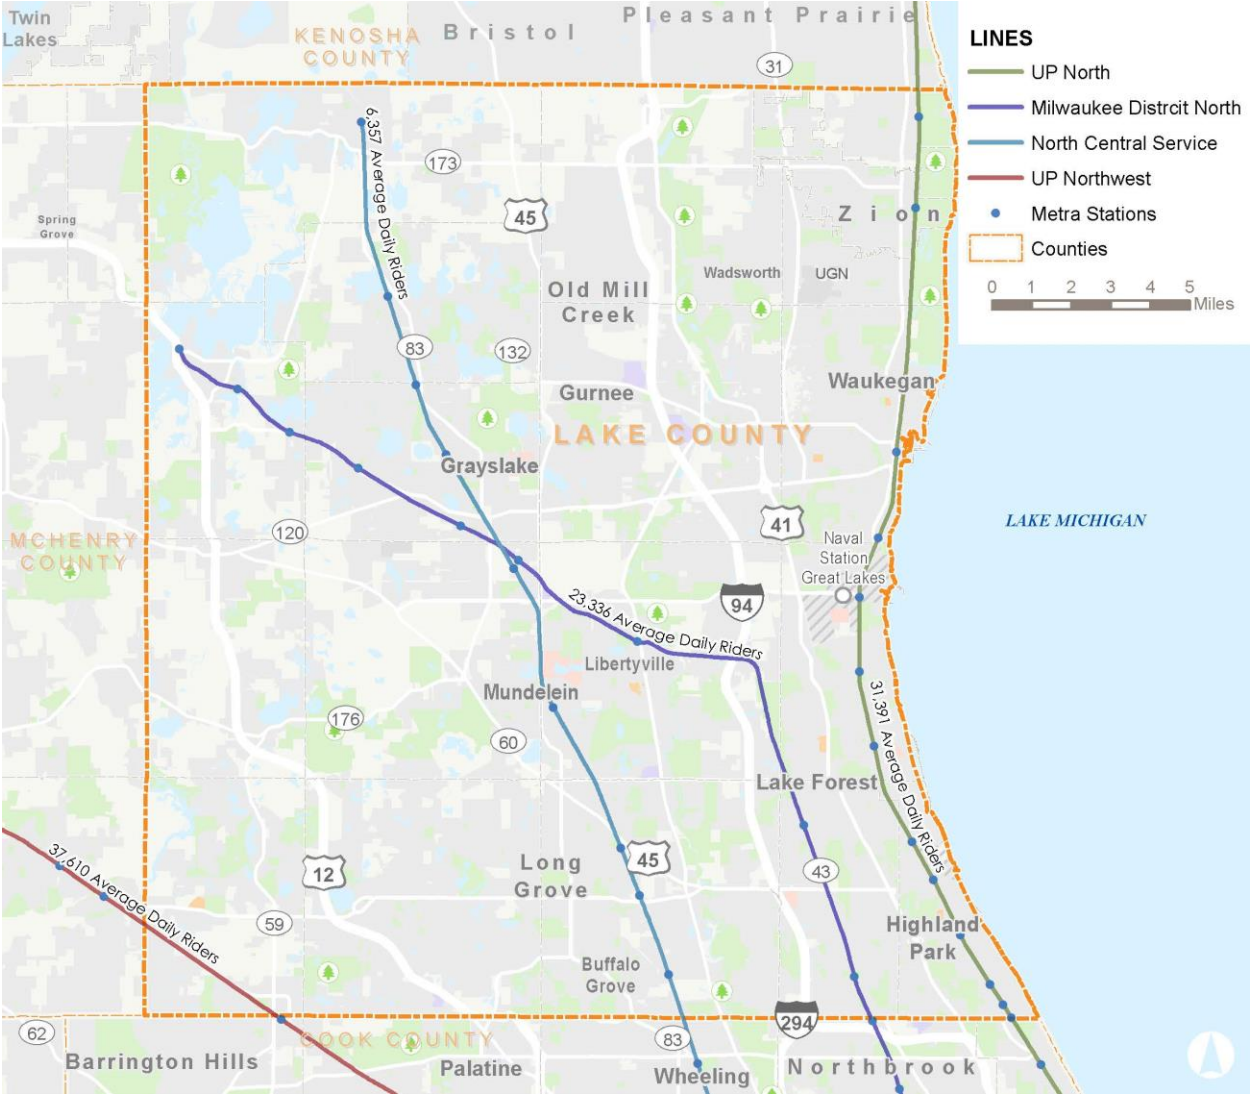 Twin
Lakes
KENOSHA
COUNTY
Bristol
Pleasant Prairie
31
LINES
UP North
Milwaukee Distrcit North
North Central Service
UP Northwest
Metra Stations
Counties
0 1 2 3 4 5
Miles
6,357 Average Daily Riders
173
45
Zion
Spring
Grove
Wadsworth
UGN
Old Mill
Creek
83
132
Gurnee
Waukegan
LAKE COUNTY
Grayslake
LAKE MICHIGAN
41
120
MCHENRY
COUNTY
Naval
Station
Great Lakes
94
23,336 Average Daily Riders
Libertyville
Mundelein
176
60
31,391 Average Daily Riders
Lake Forest
37,610 Average Daily Riders
12
Long
Grove
45
43
59
Highland
Park
Buffalo
Grove
62
COOK COUNTY
83
294
Barrington Hills
Palatine
Wheeling
Northbrook